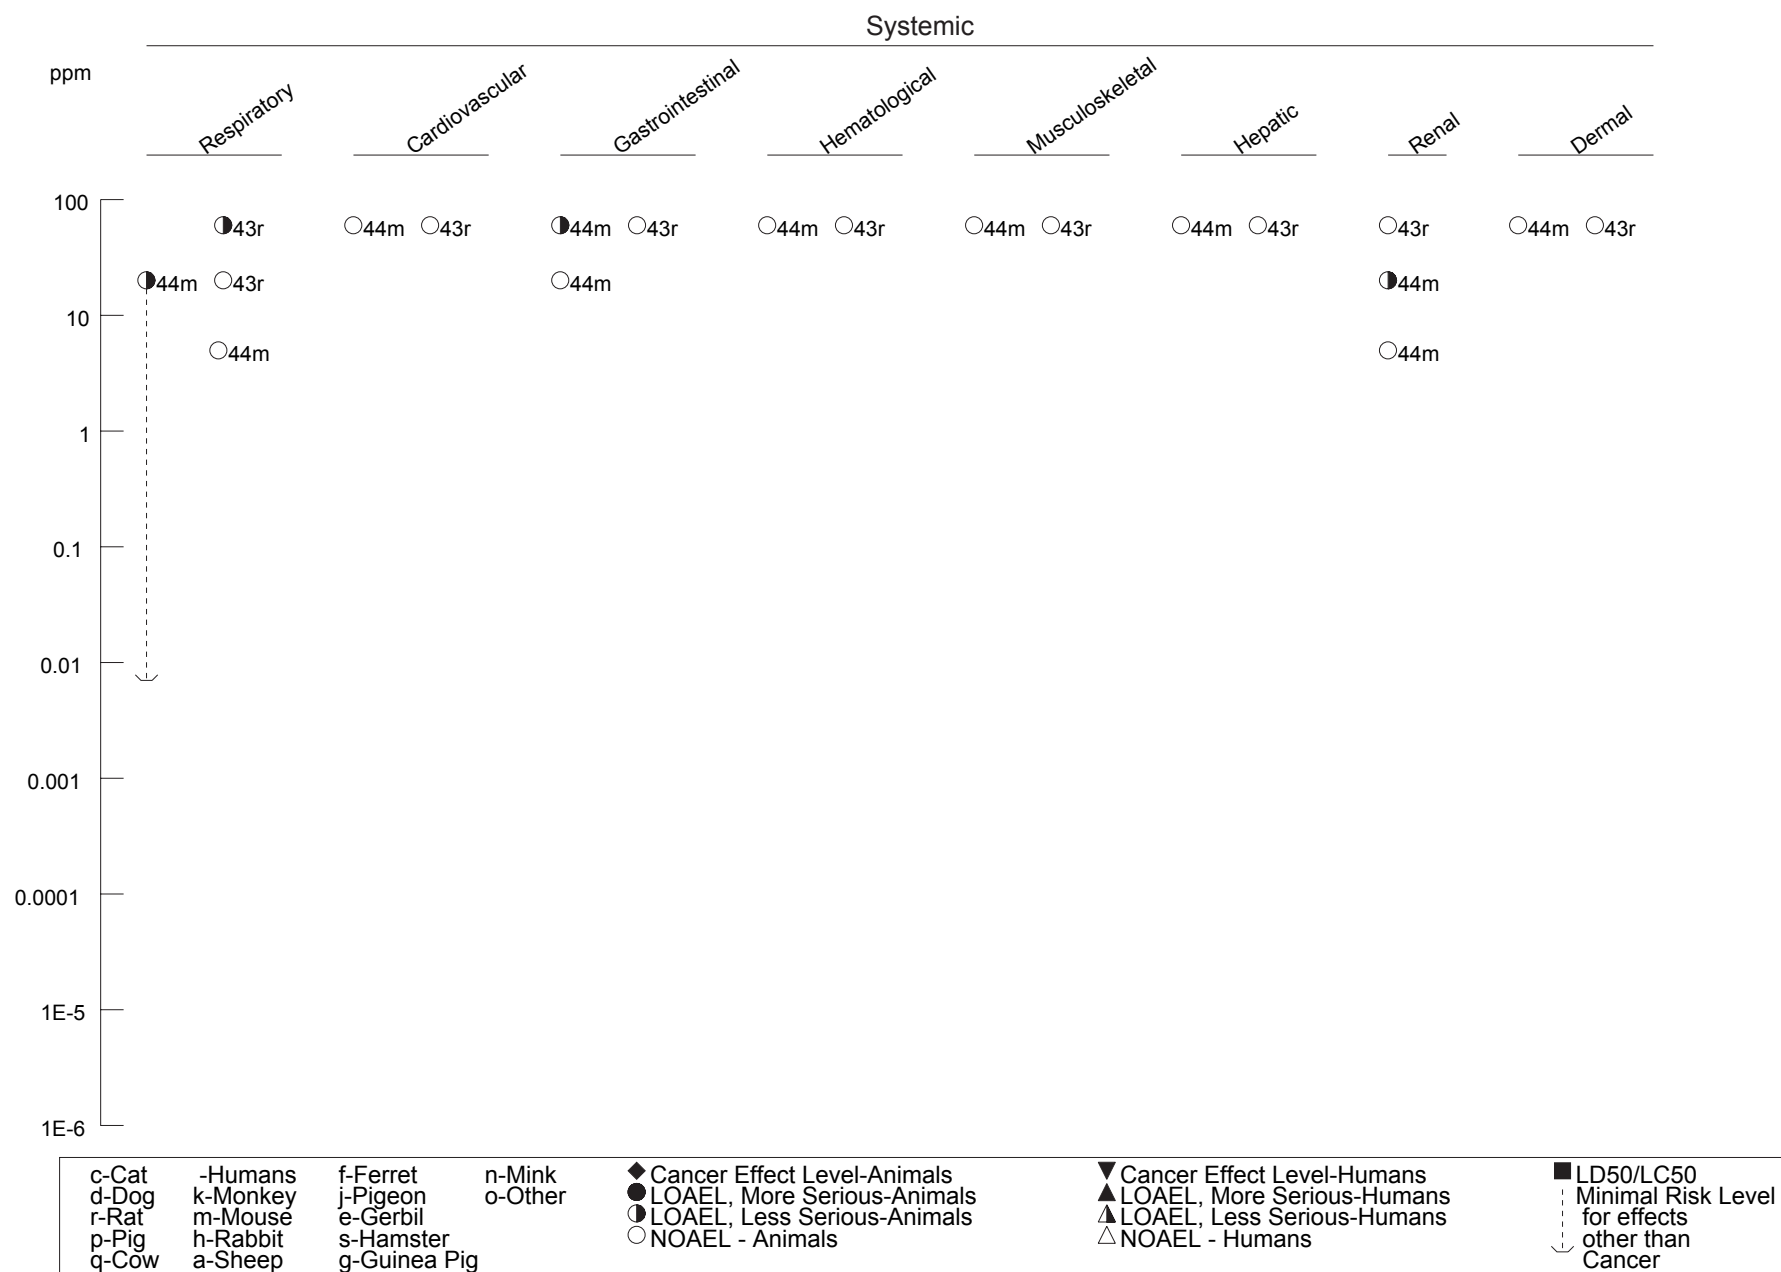 Systemic
ppm
Respiratory Cardiovascular Gastrointestinal Hematological Musculoskeletal Hepatic Renal Dermal
100
43r 44m 43r 44m 43r 44m 43r 44m 43r 44m 43r 43r 44m 43r
44m 43r 44m 44m
10
44m 44m
1
0.1
0.01
0.001
0.0001
1E-5
1E-6
c-Cat -Humans f-Ferret n-Mink Cancer Effect Level-Animals Cancer Effect Level-Humans LD50/LC50
d-Dog k-Monkey j-Pigeon o-Other LOAEL, More Serious-Animals LOAEL, More Serious-Humans Minimal Risk Level
r-Rat m-Mouse e-Gerbil LOAEL, Less Serious-Animals LOAEL, Less Serious-Humans for effects
p-Pig h-Rabbit s-Hamster NOAEL - Animals NOAEL - Humans other than
q-Cow a-Sheep g-Guinea Pig Cancer